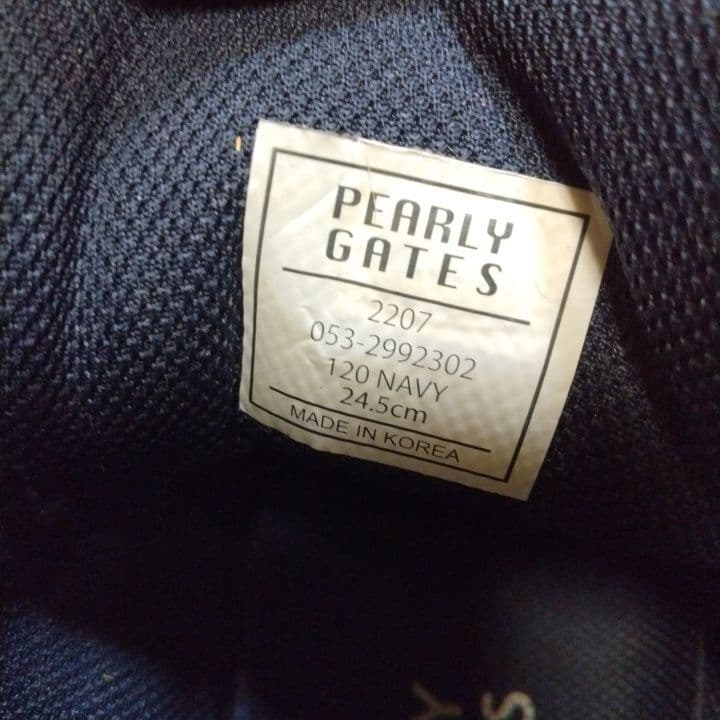 PEARLY
GATES
2207
053-2992302
120 NAVY
24.5cm
MADE IN KOREA
Y
S